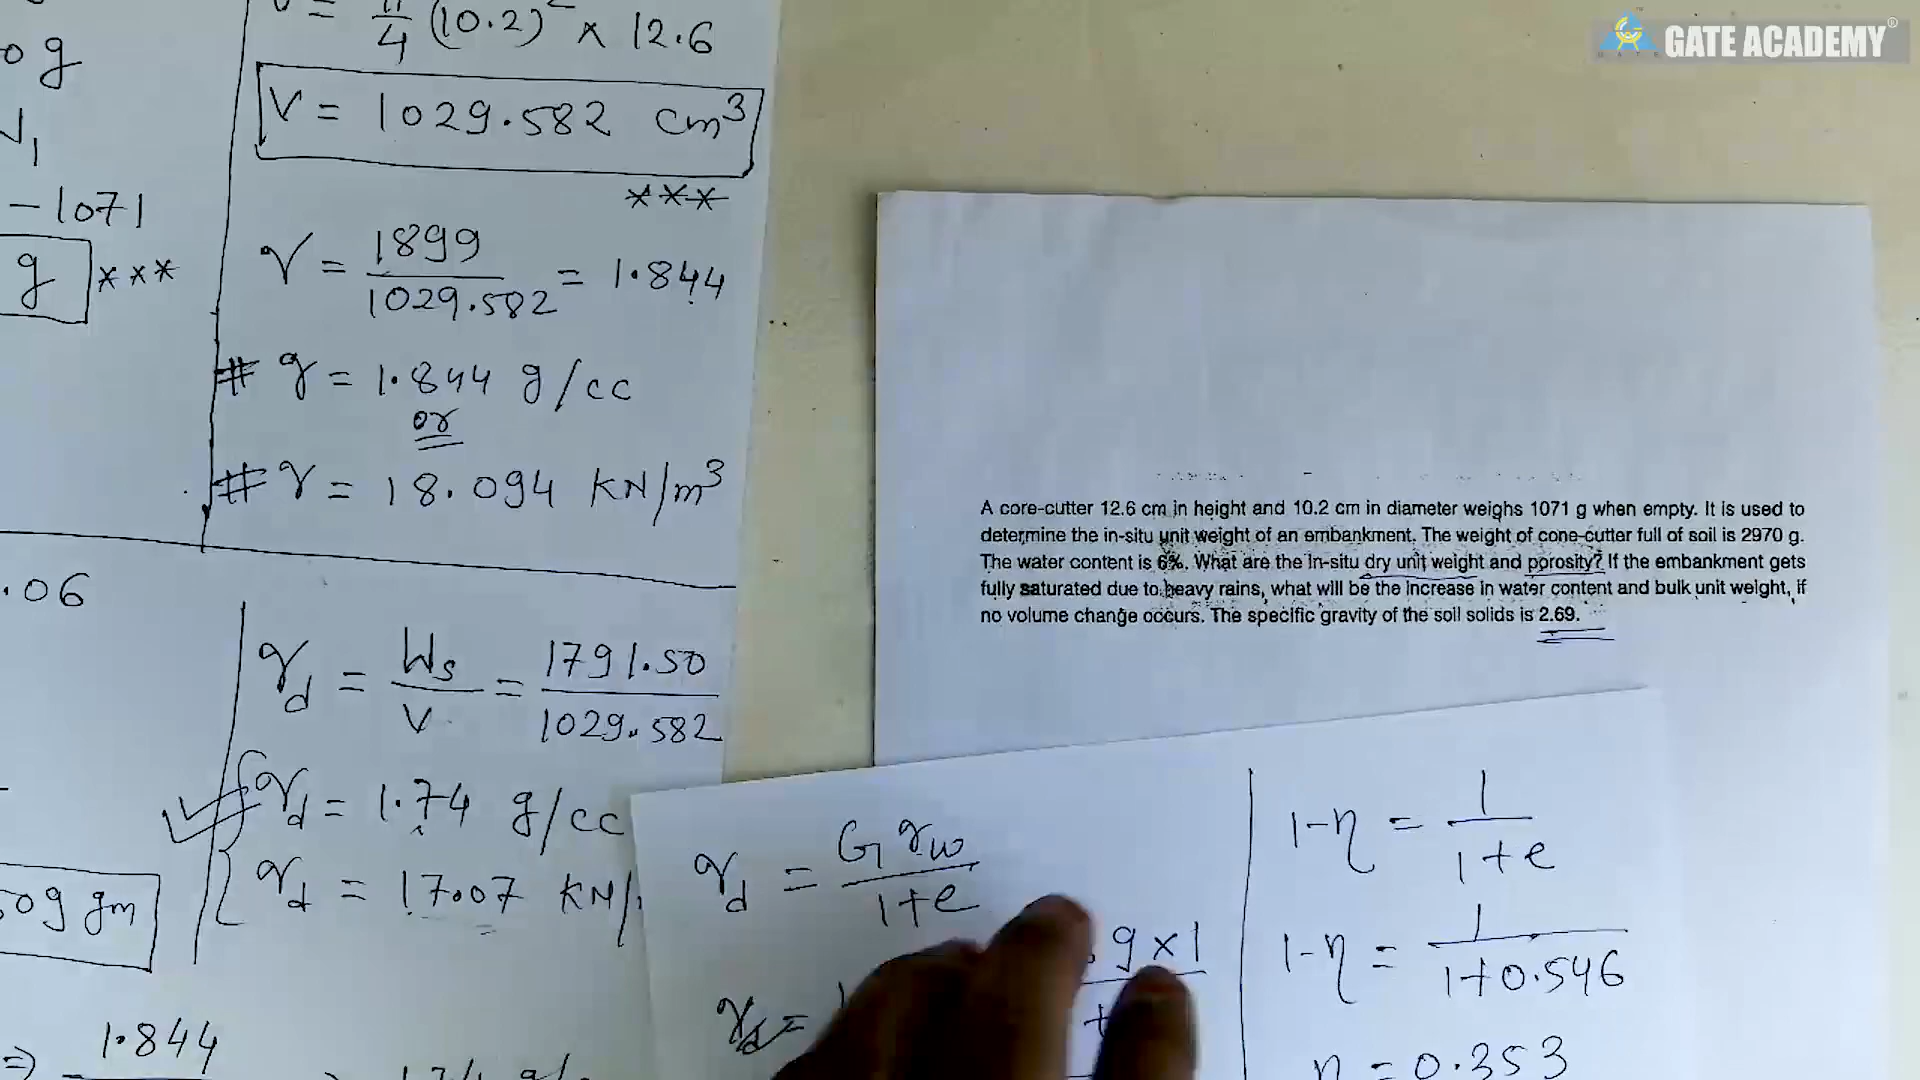 V = π/4 (10.2)² × 12.6
V = 1029.582 cm³
0 g
- 1071
g ***
***
γ = 1899 / 1029.582 = 1.844
# γ = 1.844 g/cc
or
# γ = 18.094 KN/m³
.06
γd = Ws / V = 1791.50 / 1029.582
γd = 1.74 g/cc
γd = 17.07 KN/
50g gm
=> 1.844
GATE ACADEMY®
A core-cutter 12.6 cm in height and 10.2 cm in diameter weighs 1071 g when empty. It is used to
determine the in-situ unit weight of an embankment. The weight of cone-cutter full of soil is 2970 g.
The water content is 6%. What are the in-situ dry unit weight and porosity? If the embankment gets
fully saturated due to heavy rains, what will be the increase in water content and bulk unit weight, if
no volume change occurs. The specific gravity of the soil solids is 2.69.
γd = G γw / 1+e
γd =
9×1
1-η = 1 / 1+e
1-η = 1 / 1+0.546
η = 0.353